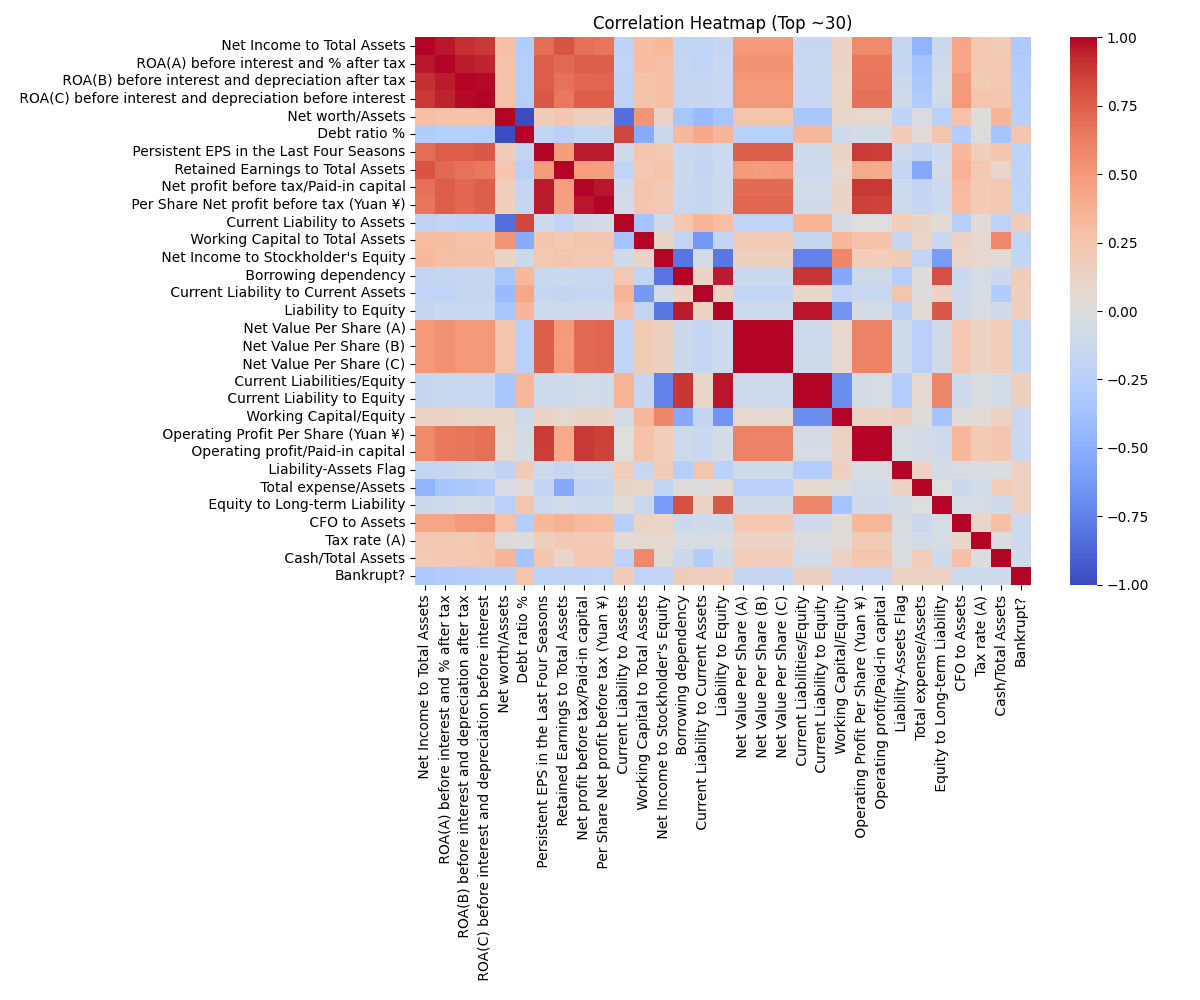 Correlation Heatmap (Top ~30)
Net Income to Total Assets
ROA(A) before interest and % after tax
ROA(B) before interest and depreciation after tax
ROA(C) before interest and depreciation before interest
Net worth/Assets
Debt ratio %
Persistent EPS in the Last Four Seasons
Retained Earnings to Total Assets
Net profit before tax/Paid-in capital
Per Share Net profit before tax (Yuan ¥)
Current Liability to Assets
Working Capital to Total Assets
Net Income to Stockholder's Equity
Borrowing dependency
Current Liability to Current Assets
Liability to Equity
Net Value Per Share (A)
Net Value Per Share (B)
Net Value Per Share (C)
Current Liabilities/Equity
Current Liability to Equity
Working Capital/Equity
Operating Profit Per Share (Yuan ¥)
Operating profit/Paid-in capital
Liability-Assets Flag
Total expense/Assets
Equity to Long-term Liability
CFO to Assets
Tax rate (A)
Cash/Total Assets
Bankrupt?
Net Income to Total Assets
ROA(A) before interest and % after tax
ROA(B) before interest and depreciation after tax
ROA(C) before interest and depreciation before interest
Net worth/Assets
Debt ratio %
Persistent EPS in the Last Four Seasons
Retained Earnings to Total Assets
Net profit before tax/Paid-in capital
Per Share Net profit before tax (Yuan ¥)
Current Liability to Assets
Working Capital to Total Assets
Net Income to Stockholder's Equity
Borrowing dependency
Current Liability to Current Assets
Liability to Equity
Net Value Per Share (A)
Net Value Per Share (B)
Net Value Per Share (C)
Current Liabilities/Equity
Current Liability to Equity
Working Capital/Equity
Operating Profit Per Share (Yuan ¥)
Operating profit/Paid-in capital
Liability-Assets Flag
Total expense/Assets
Equity to Long-term Liability
CFO to Assets
Tax rate (A)
Cash/Total Assets
Bankrupt?
1.00
0.75
0.50
0.25
0.00
−0.25
−0.50
−0.75
−1.00